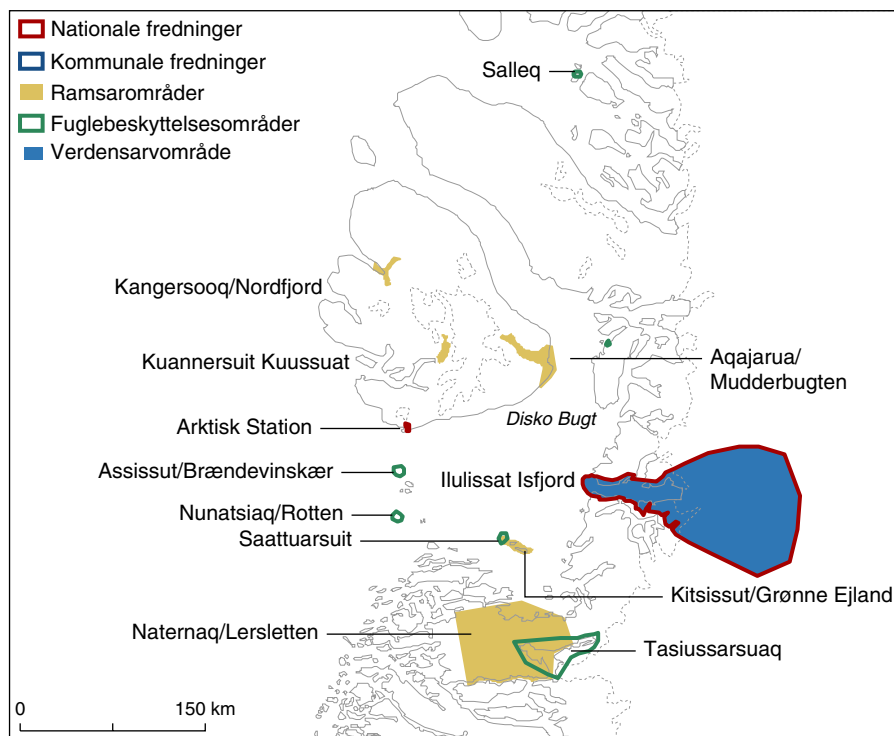 Nationale fredninger
Kommunale fredninger
Ramsarområder
Fuglebeskyttelsesområder
Verdensarvområde
Salleq
Kangersooq/Nordfjord
Kuannersuit Kuussuat
Aqajarua/
Mudderbugten
Disko Bugt
Arktisk Station
Assissut/Brændevinskær
Ilulissat Isfjord
Nunatsiaq/Rotten
Saattuarsuit
Kitsissut/Grønne Ejland
Naternaq/Lersletten
Tasiussarsuaq
0 150 km